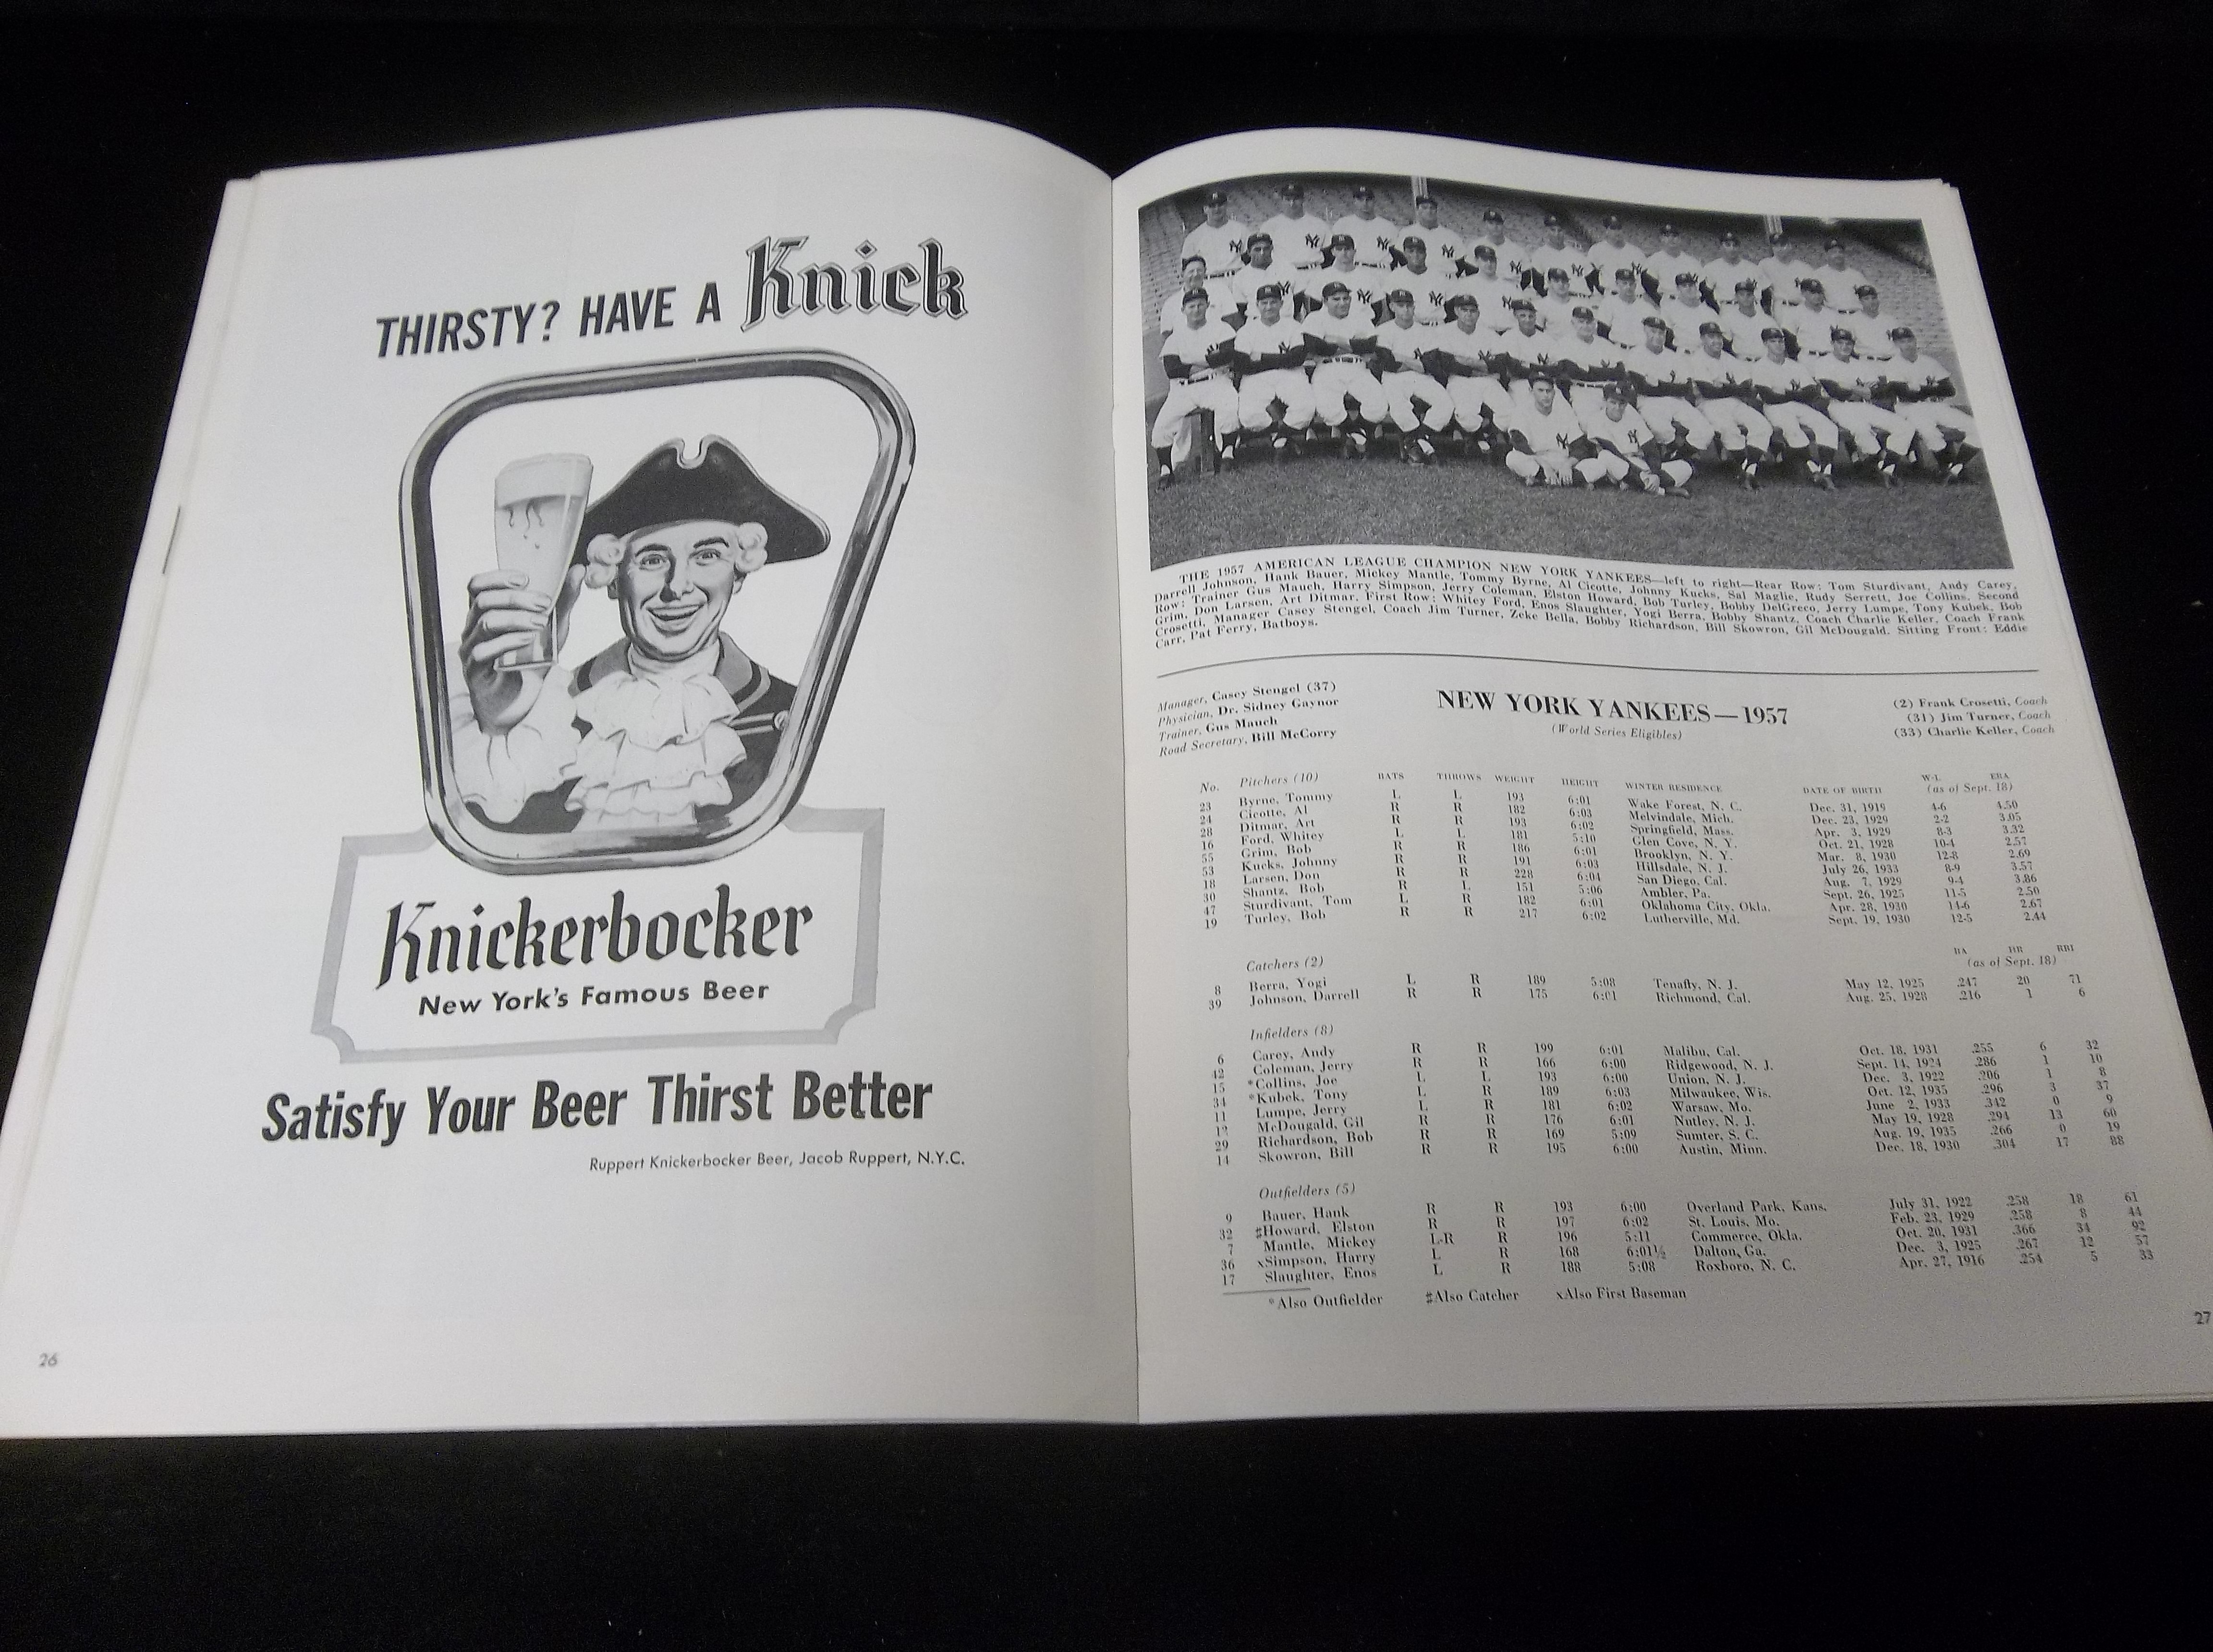 THIRSTY? HAVE A Knick
Knickerbocker
New York's Famous Beer
Satisfy Your Beer Thirst Better
Ruppert Knickerbocker Beer, Jacob Ruppert, N.Y.C.
26
THE 1957 AMERICAN LEAGUE CHAMPION NEW YORK YANKEES—left to right—Rear Row: Tom Sturdivant, Andy Carey,
Darrell Johnson, Hank Bauer, Mickey Mantle, Tommy Byrne, Al Cicotte, Johnny Kucks, Sal Maglie, Rudy Serrett, Joe Collins. Second
Row: Trainer Gus Mauch, Harry Simpson, Jerry Coleman, Elston Howard, Bob Turley, Bobby DelGreco, Jerry Lumpe, Tony Kubek, Bob
Grim, Don Larsen, Art Ditmar. First Row: Whitey Ford, Enos Slaughter, Yogi Berra, Bobby Shantz, Coach Charlie Keller, Coach Frank
Crosetti, Manager Casey Stengel, Coach Jim Turner, Zeke Bella, Bobby Richardson, Bill Skowron, Gil McDougald. Sitting Front: Eddie
Carr, Pat Ferry, Batboys.
Manager, Casey Stengel (37)
Physician, Dr. Sidney Gaynor
Trainer, Gus Mauch
Road Secretary, Bill McCorry
NEW YORK YANKEES—1957
(World Series Eligibles)
(2) Frank Crosetti, Coach
(31) Jim Turner, Coach
(33) Charlie Keller, Coach
No. Pitchers (10) BATS THROWS WEIGHT HEIGHT WINTER RESIDENCE DATE OF BIRTH W-L ERA
(as of Sept. 18)
23 Byrne, Tommy L L 193 6:01 Wake Forest, N. C. Dec. 31, 1919 4-6 4.50
24 Cicotte, Al R R 182 6:03 Melvindale, Mich. Dec. 23, 1929 2-2 3.05
28 Ditmar, Art R R 193 6:02 Springfield, Mass. Apr. 3, 1929 8-3 3.32
16 Ford, Whitey L L 181 5:10 Glen Cove, N. Y. Oct. 21, 1928 10-4 2.57
55 Grim, Bob R R 186 6:01 Brooklyn, N. Y. Mar. 8, 1930 12-8 2.69
53 Kucks, Johnny R R 191 6:03 Hillsdale, N. J. July 26, 1933 8-9 3.57
18 Larsen, Don R R 228 6:04 San Diego, Cal. Aug. 7, 1929 9-4 3.86
30 Shantz, Bob R L 151 5:06 Ambler, Pa. Sept. 26, 1925 11-5 2.50
47 Sturdivant, Tom L R 182 6:01 Oklahoma City, Okla. Apr. 28, 1930 14-6 2.67
19 Turley, Bob R R 217 6:02 Lutherville, Md. Sept. 19, 1930 12-5 2.44
Catchers (2) BA HR RBI
(as of Sept. 18)
8 Berra, Yogi L R 189 5:08 Tenafly, N. J. May 12, 1925 .247 20 71
39 Johnson, Darrell R R 175 6:01 Richmond, Cal. Aug. 25, 1928 .216 1 6
Infielders (8)
6 Carey, Andy R R 199 6:01 Malibu, Cal. Oct. 18, 1931 .255 6 32
42 Coleman, Jerry R R 166 6:00 Ridgewood, N. J. Sept. 14, 1924 .286 1 10
15 *Collins, Joe L L 193 6:00 Union, N. J. Dec. 3, 1922 .206 1 8
34 *Kubek, Tony L R 189 6:03 Milwaukee, Wis. Oct. 12, 1935 .296 3 37
11 Lumpe, Jerry L R 181 6:02 Warsaw, Mo. June 2, 1933 .342 0 9
12 McDougald, Gil R R 176 6:01 Nutley, N. J. May 19, 1928 .294 13 60
29 Richardson, Bob R R 169 5:09 Sumter, S. C. Aug. 19, 1935 .266 0 19
14 Skowron, Bill R R 195 6:00 Austin, Minn. Dec. 18, 1930 .304 17 88
Outfielders (5)
9 Bauer, Hank R R 193 6:00 Overland Park, Kans. July 31, 1922 .258 18 61
32 ‡Howard, Elston R R 197 6:02 St. Louis, Mo. Feb. 23, 1929 .258 8 44
7 Mantle, Mickey L-R R 196 5:11 Commerce, Okla. Oct. 20, 1931 .366 34 92
36 xSimpson, Harry L R 168 6:01½ Dalton, Ga. Dec. 3, 1925 .267 12 57
17 Slaughter, Enos L R 188 5:08 Roxboro, N. C. Apr. 27, 1916 .254 5 33
*Also Outfielder ‡Also Catcher xAlso First Baseman
27